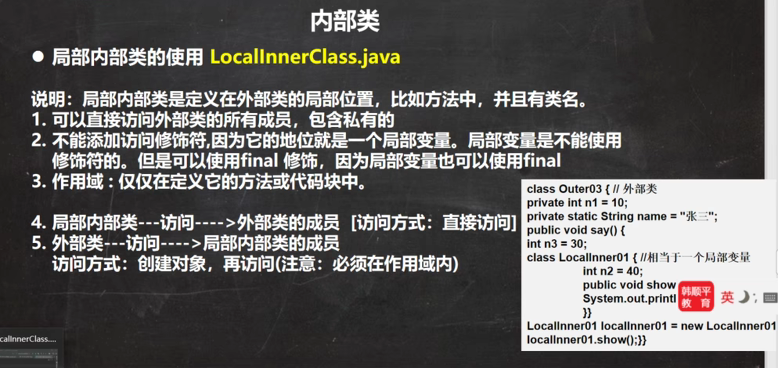 内部类
● 局部内部类的使用 LocalInnerClass.java
说明：局部内部类是定义在外部类的局部位置，比如方法中，并且有类名。
1. 可以直接访问外部类的所有成员，包含私有的
2. 不能添加访问修饰符,因为它的地位就是一个局部变量。局部变量是不能使用
修饰符的。但是可以使用final 修饰，因为局部变量也可以使用final
3. 作用域 : 仅仅在定义它的方法或代码块中。
4. 局部内部类---访问---->外部类的成员 [访问方式：直接访问]
5. 外部类---访问---->局部内部类的成员
访问方式：创建对象，再访问(注意：必须在作用域内)
class Outer03 { // 外部类
private int n1 = 10;
private static String name = "张三";
public void say() {
int n3 = 30;
class LocalInner01 { //相当于一个局部变量
int n2 = 40;
public void show
System.out.printl
}}
LocalInner01 localInner01 = new LocalInner01
localInner01.show();}}
韩顺平
教育
英
calInnerClass....